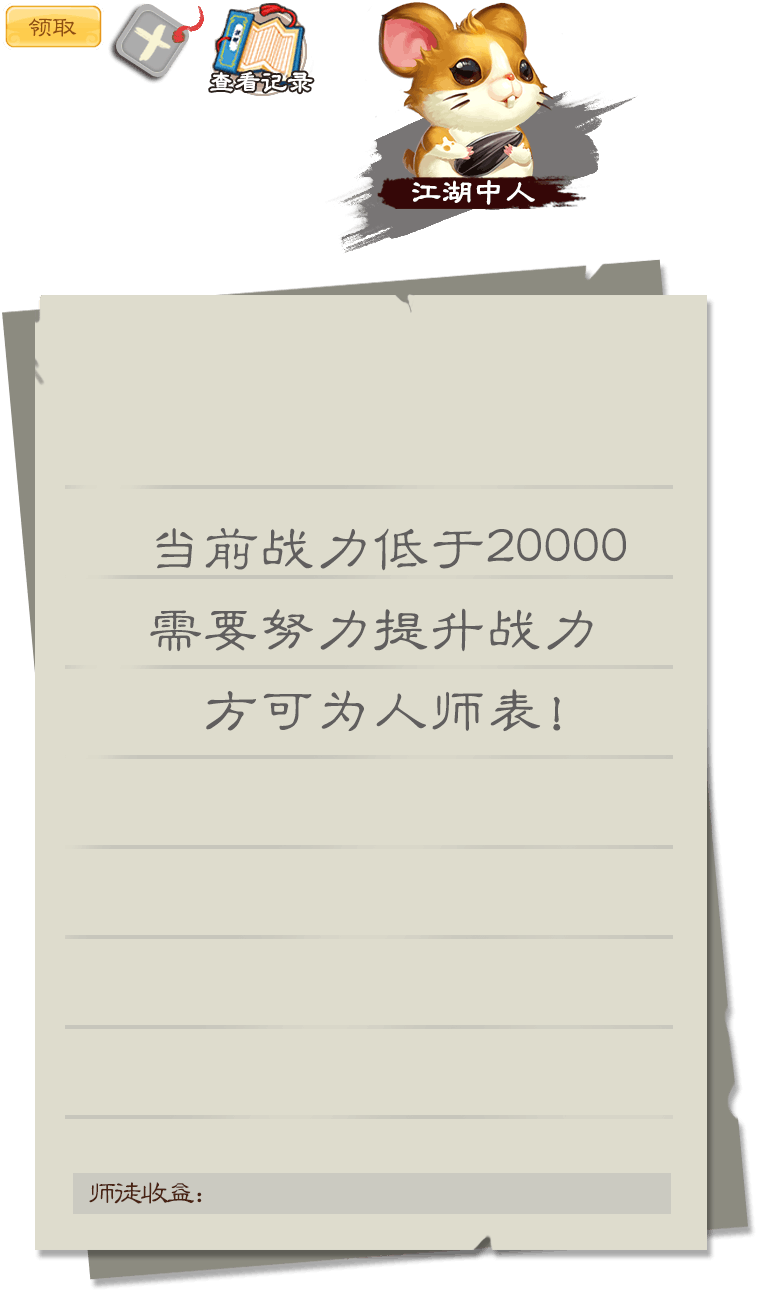 领取
查看记录
江湖中人
当前战力低于20000
需要努力提升战力
方可为人师表！
师徒收益：